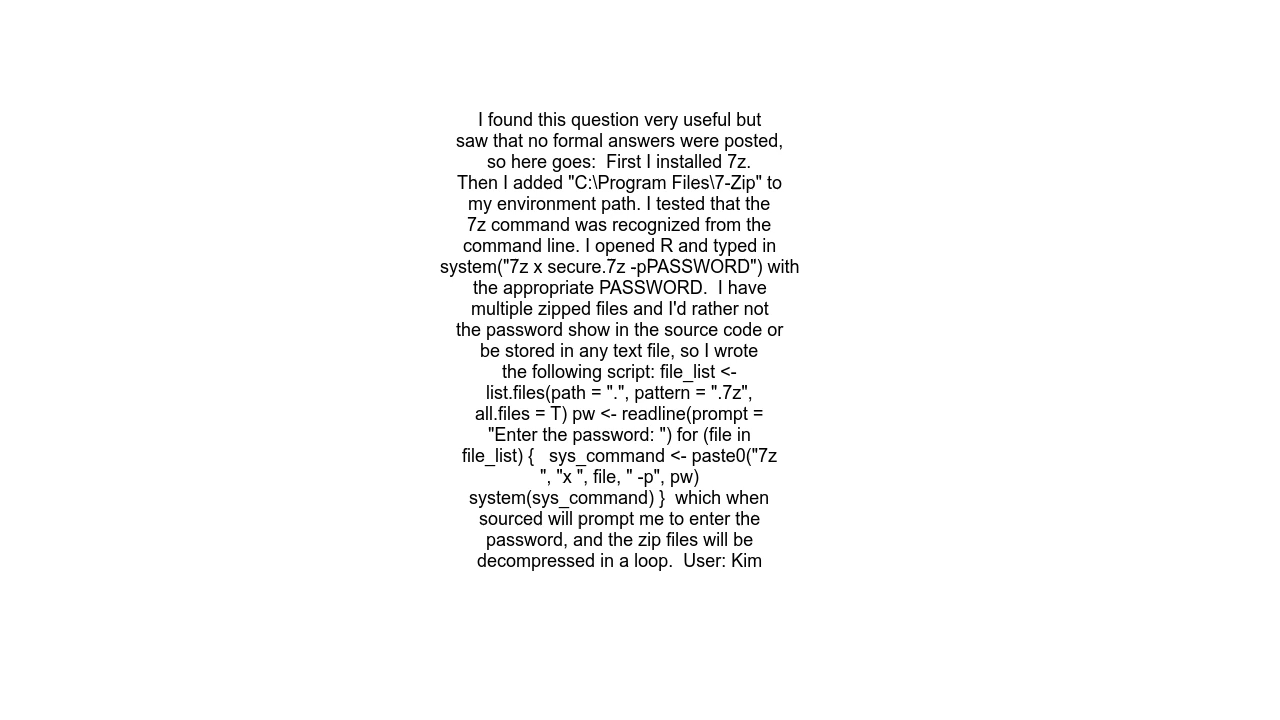 I found this question very useful but
saw that no formal answers were posted,
so here goes:  First I installed 7z.
Then I added "C:\Program Files\7-Zip" to
my environment path. I tested that the
7z command was recognized from the
command line. I opened R and typed in
system("7z x secure.7z -pPASSWORD") with
the appropriate PASSWORD.  I have
multiple zipped files and I'd rather not
the password show in the source code or
be stored in any text file, so I wrote
the following script: file_list <-
list.files(path = ".", pattern = ".7z",
all.files = T) pw <- readline(prompt =
"Enter the password: ") for (file in
file_list) {   sys_command <- paste0("7z
", "x ", file, " -p", pw)
system(sys_command) }  which when
sourced will prompt me to enter the
password, and the zip files will be
decompressed in a loop.  User: Kim